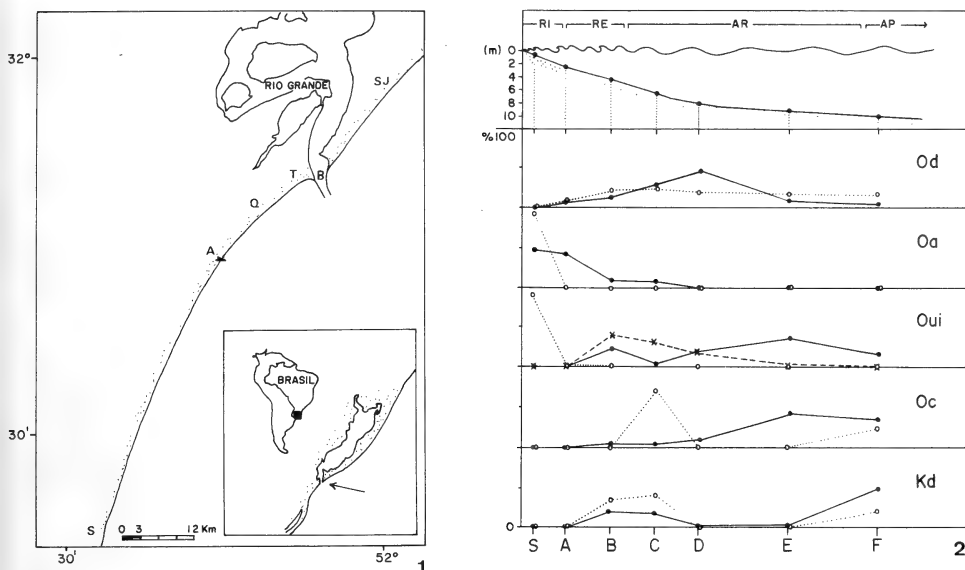 32°
RIO GRANDE
SJ
T
B
Q
A
BRASIL
30'
S
0 3 12 Km
30'
52°
1
RI RE AR AP
(m) 0
2
4
6
8
10
% 100
Od
Oa
Oui
Oc
Kd
0
S A B C D E F
2